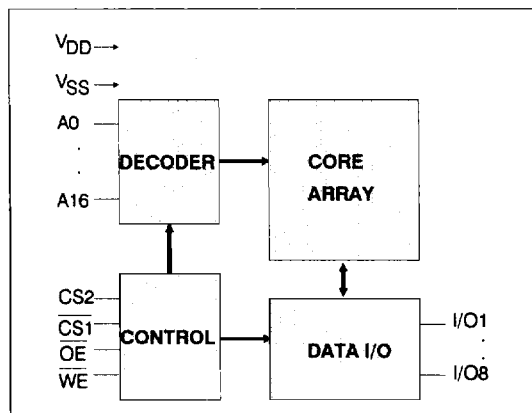 VDD
VSS
A0
.
.
A16
DECODER
CORE
ARRAY
CS2
CS1
OE
WE
CONTROL
DATA I/O
I/O1
.
.
I/O8